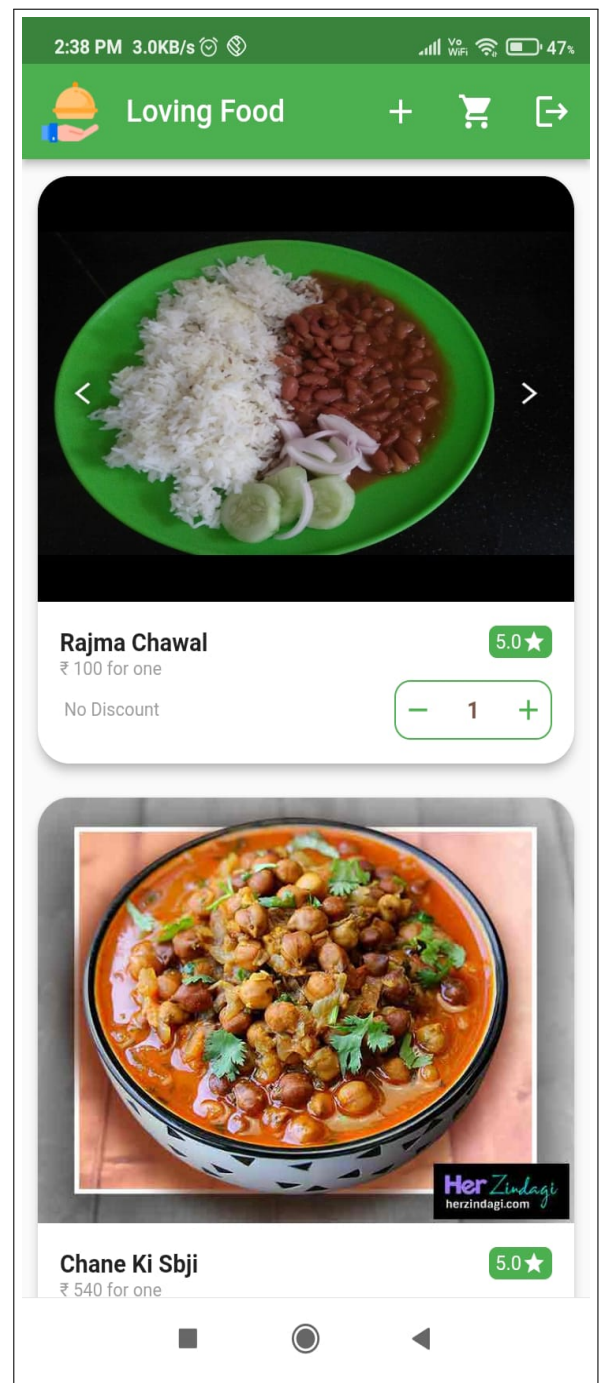 2:38 PM 3.0KB/s Vo WiFi 47%
Loving Food
Rajma Chawal 5.0
₹ 100 for one
No Discount 1
Her Zindagi
herzindagi.com
Chane Ki Sbji 5.0
₹ 540 for one